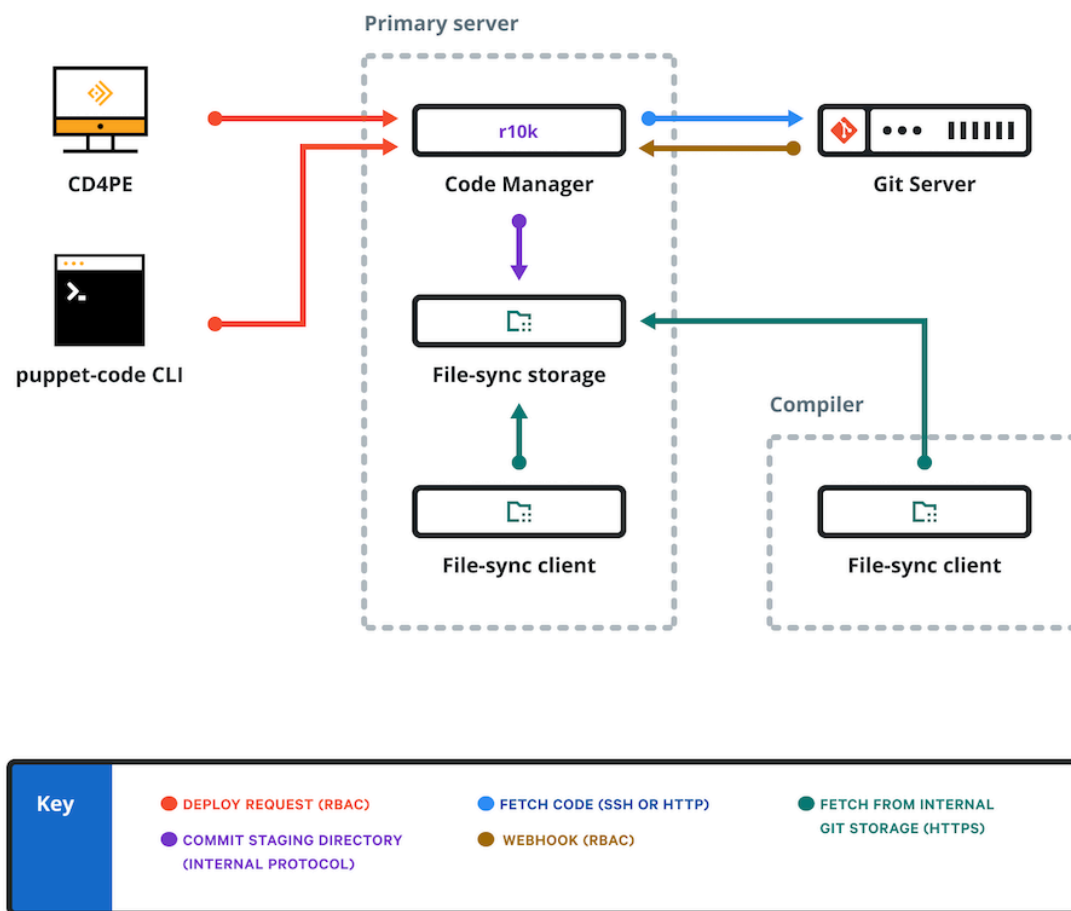 Primary server
r10k
CD4PE
Code Manager
Git Server
puppet-code CLI
File-sync storage
Compiler
File-sync client
File-sync client
Key
DEPLOY REQUEST (RBAC)
FETCH CODE (SSH OR HTTP)
FETCH FROM INTERNAL
GIT STORAGE (HTTPS)
COMMIT STAGING DIRECTORY
(INTERNAL PROTOCOL)
WEBHOOK (RBAC)